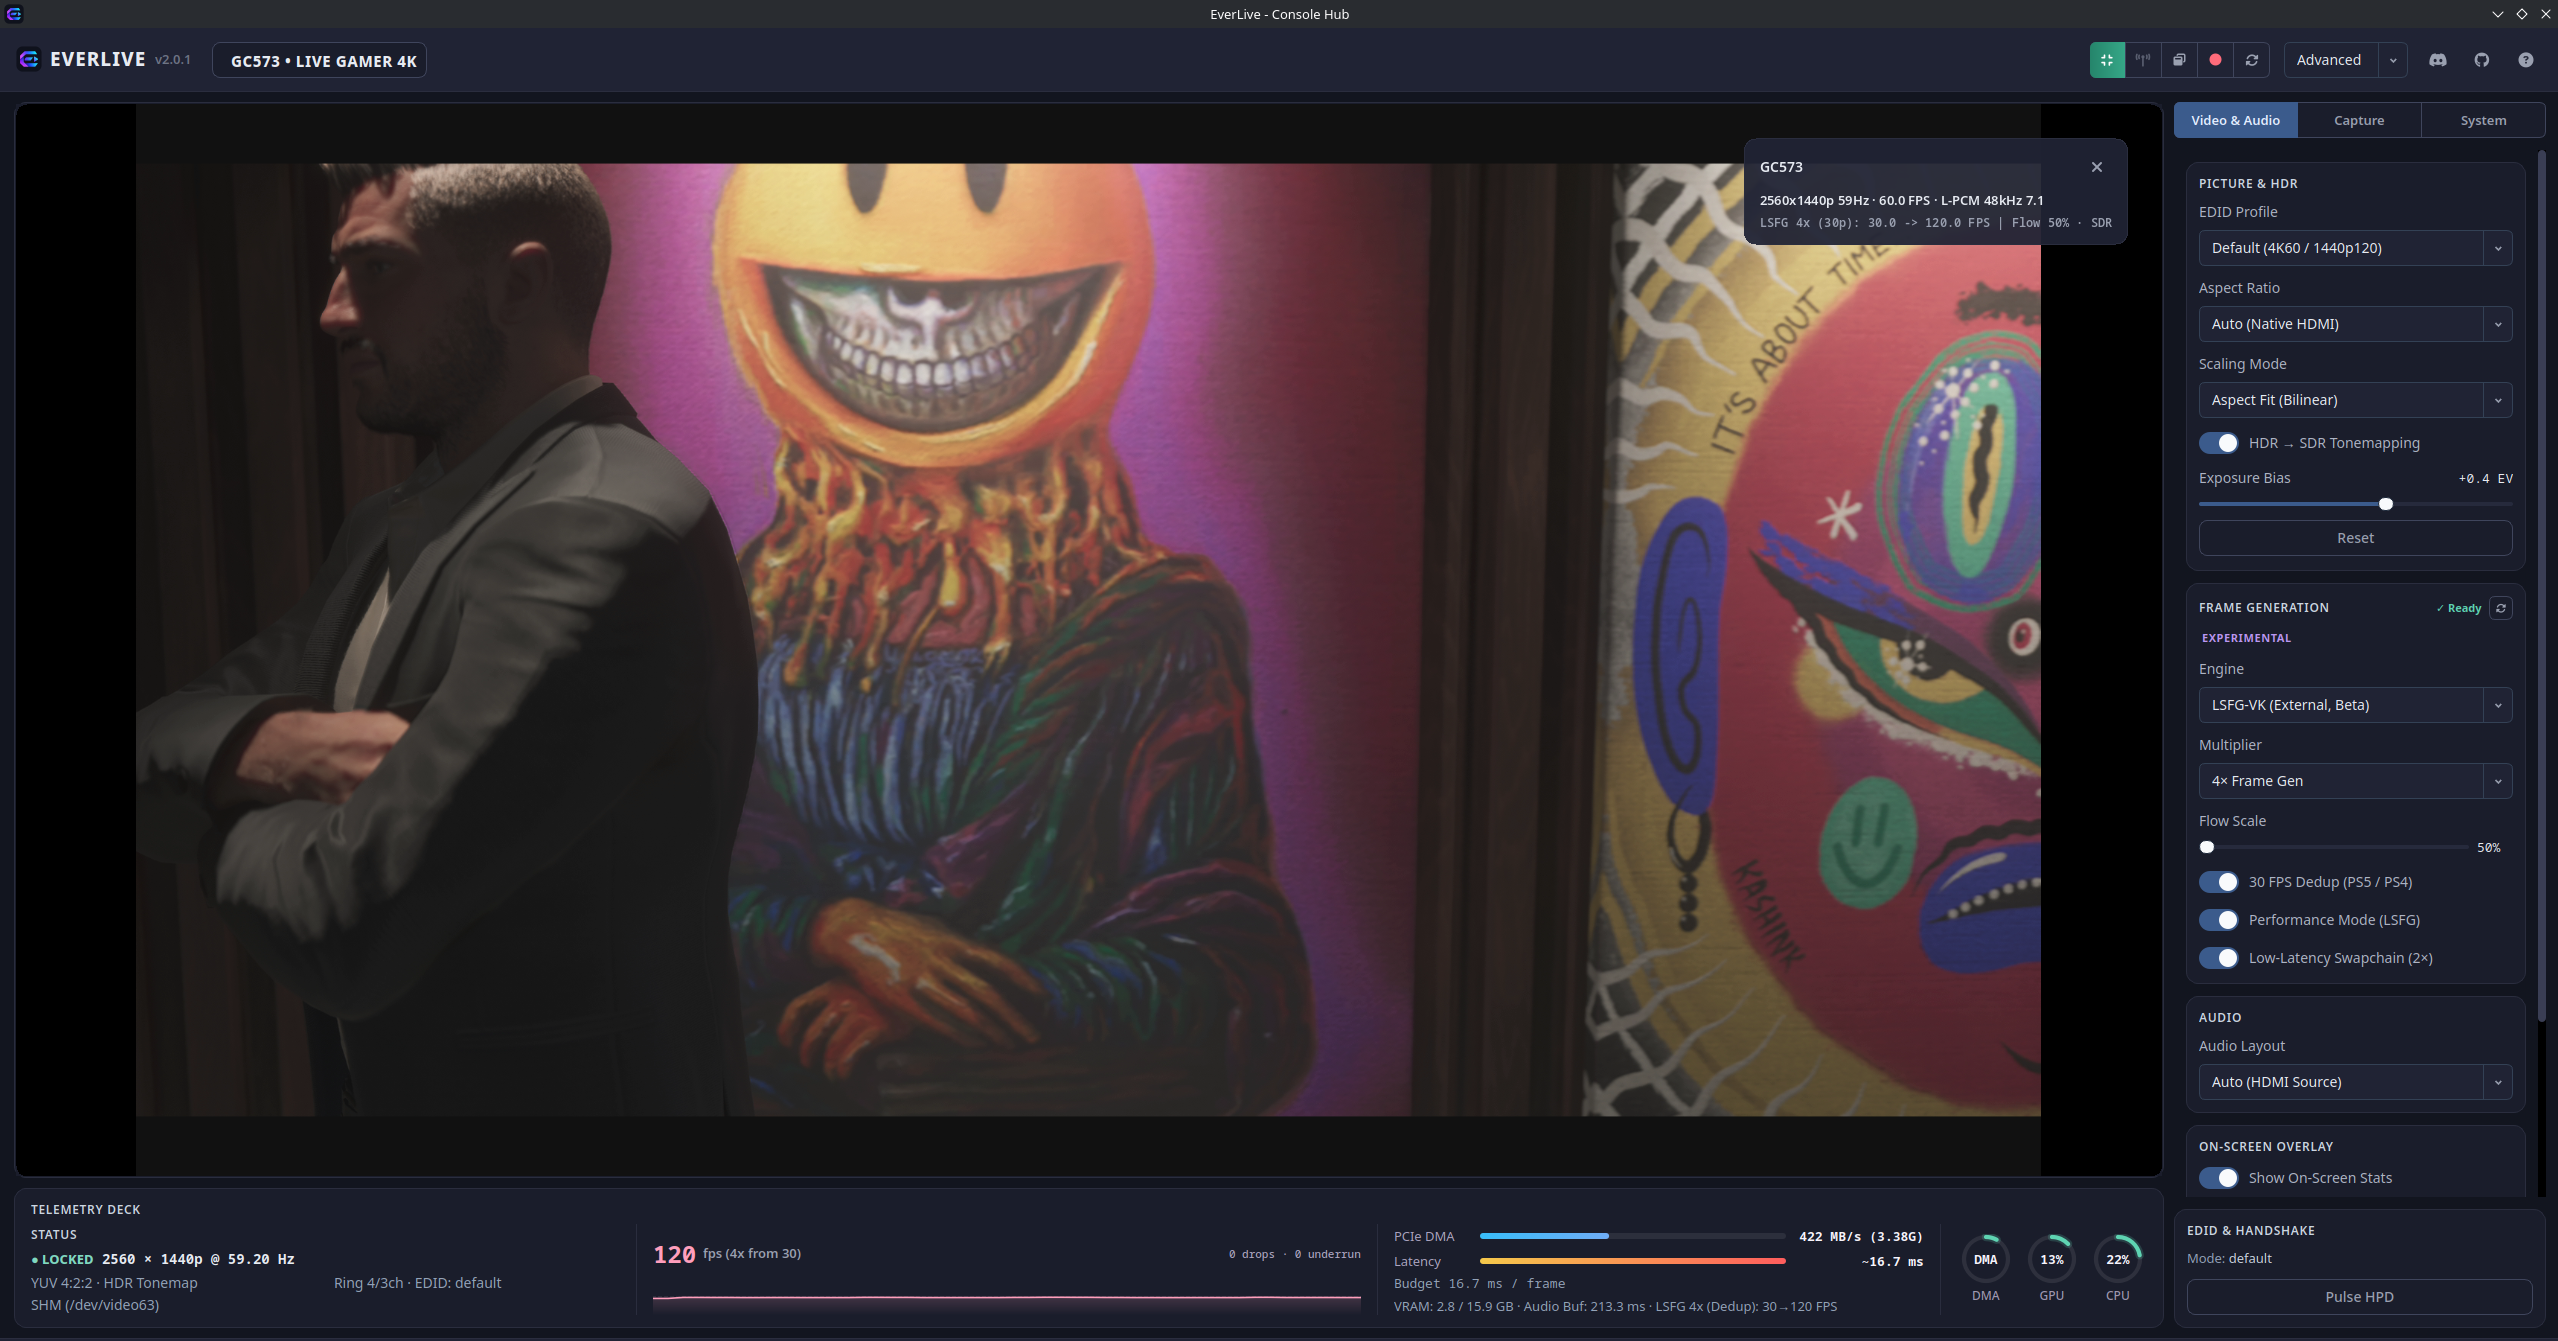 EverLive - Console Hub
EVERLIVE v2.0.1
GC573 • LIVE GAMER 4K
Advanced
GC573
2560x1440p 59Hz · 60.0 FPS · L-PCM 48kHz 7.1
LSFG 4x (30p): 30.0 -> 120.0 FPS | Flow 50% · SDR
IT'S ABOUT TIME
KASHINK
Video & Audio
Capture
System
PICTURE & HDR
EDID Profile
Default (4K60 / 1440p120)
Aspect Ratio
Auto (Native HDMI)
Scaling Mode
Aspect Fit (Bilinear)
HDR → SDR Tonemapping
Exposure Bias +0.4 EV
Reset
FRAME GENERATION ✓ Ready
EXPERIMENTAL
Engine
LSFG-VK (External, Beta)
Multiplier
4× Frame Gen
Flow Scale
50%
30 FPS Dedup (PS5 / PS4)
Performance Mode (LSFG)
Low-Latency Swapchain (2×)
AUDIO
Audio Layout
Auto (HDMI Source)
ON-SCREEN OVERLAY
Show On-Screen Stats
EDID & HANDSHAKE
Mode: default
Pulse HPD
TELEMETRY DECK
STATUS
● LOCKED 2560 × 1440p @ 59.20 Hz
YUV 4:2:2 · HDR Tonemap
Ring 4/3ch · EDID: default
SHM (/dev/video63)
120 fps (4x from 30)
0 drops · 0 underrun
PCIe DMA 422 MB/s (3.38G)
Latency ~16.7 ms
Budget 16.7 ms / frame
VRAM: 2.8 / 15.9 GB · Audio Buf: 213.3 ms · LSFG 4x (Dedup): 30→120 FPS
DMA
13%
22%
DMA
GPU
CPU